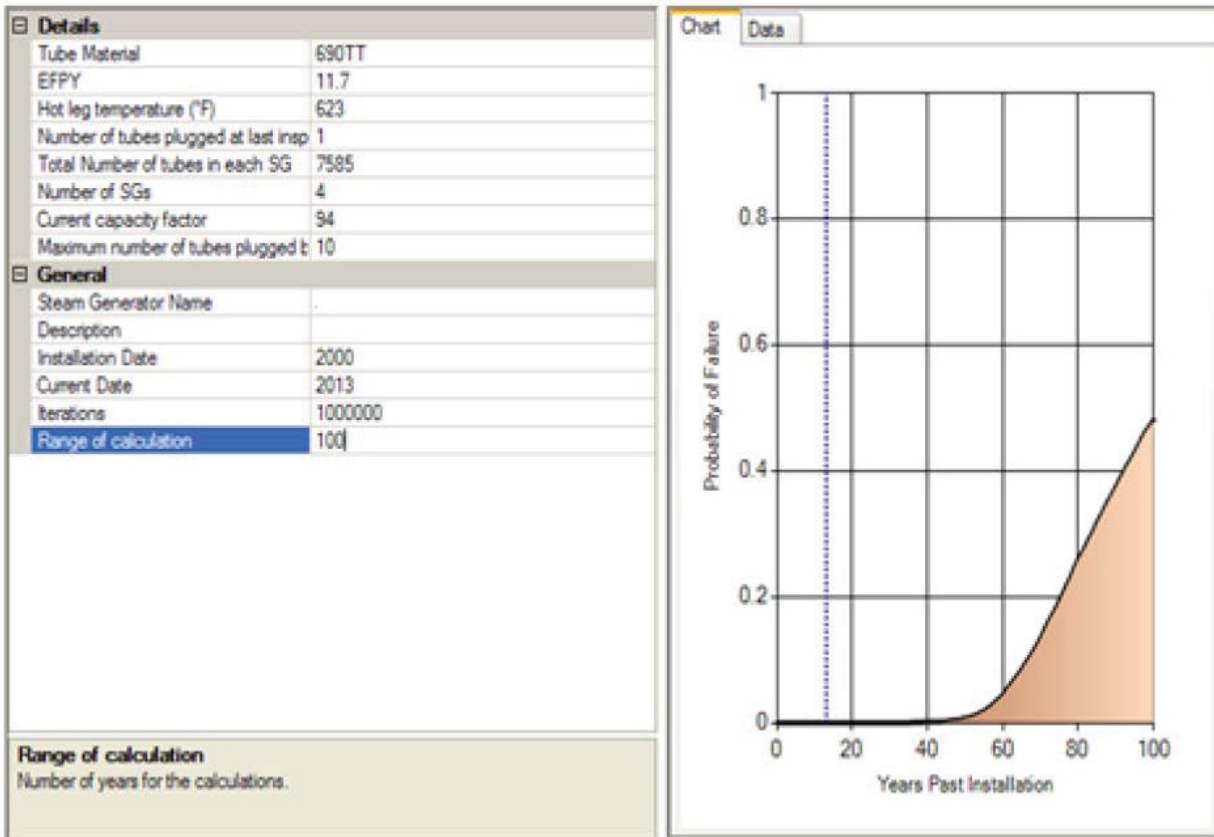 Details
Tube Material 690TT
EFPY 11.7
Hot leg temperature (°F) 623
Number of tubes plugged at last insp 1
Total Number of tubes in each SG 7585
Number of SGs 4
Current capacity factor 94
Maximum number of tubes plugged b 10
General
Steam Generator Name .
Description
Installation Date 2000
Current Date 2013
Iterations 1000000
Range of calculation 100
Range of calculation
Number of years for the calculations.
Chart Data
1
0.8
0.6
0.4
0.2
0
Probability of Failure
0 20 40 60 80 100
Years Past Installation